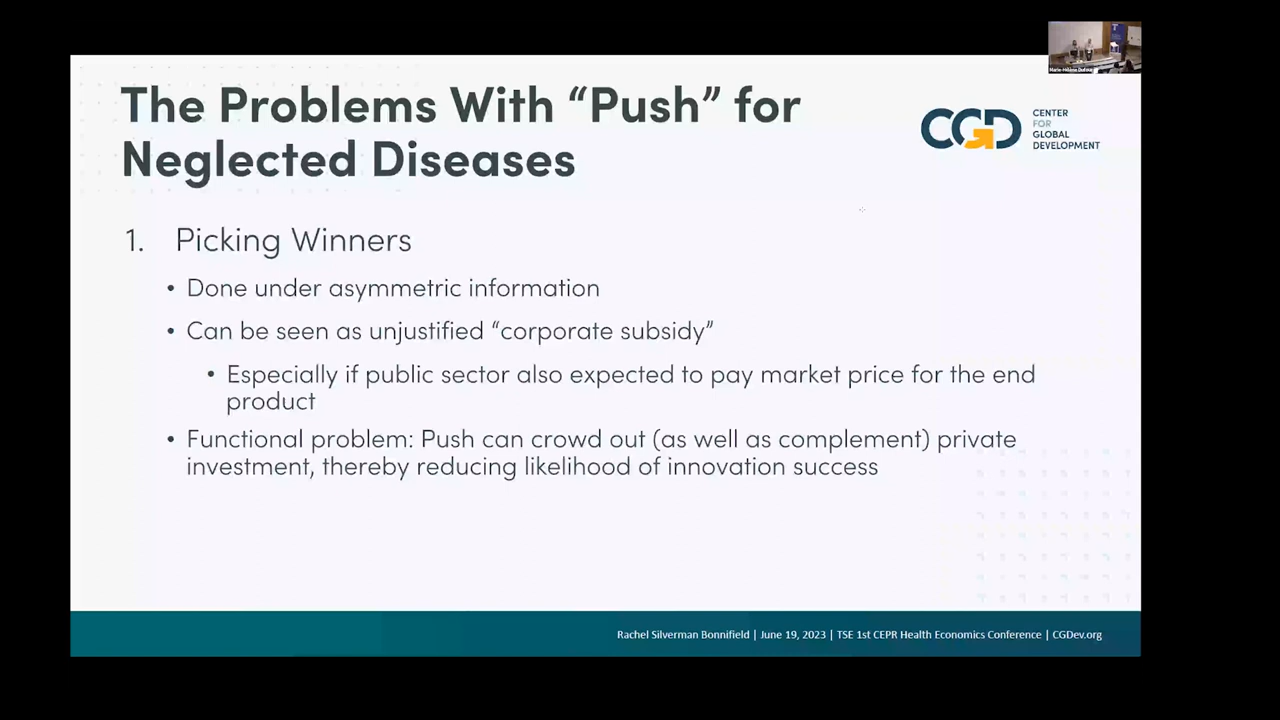 The Problems With “Push” for
Neglected Diseases
CGD
CENTER
FOR
GLOBAL
DEVELOPMENT
1. Picking Winners
• Done under asymmetric information
• Can be seen as unjustified “corporate subsidy”
• Especially if public sector also expected to pay market price for the end
product
• Functional problem: Push can crowd out (as well as complement) private
investment, thereby reducing likelihood of innovation success
Rachel Silverman Bonnifield | June 19, 2023 | TSE 1st CEPR Health Economics Conference | CGDev.org